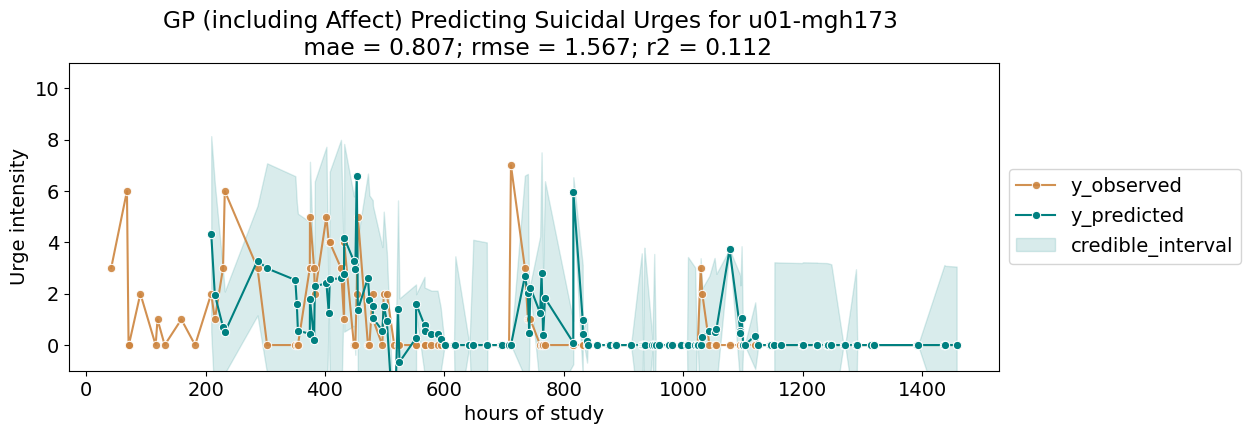 GP (including Affect) Predicting Suicidal Urges for u01-mgh173
mae = 0.807; rmse = 1.567; r2 = 0.112
10
8
6
4
2
0
Urge intensity
0 200 400 600 800 1000 1200 1400
hours of study
y_observed
y_predicted
credible_interval